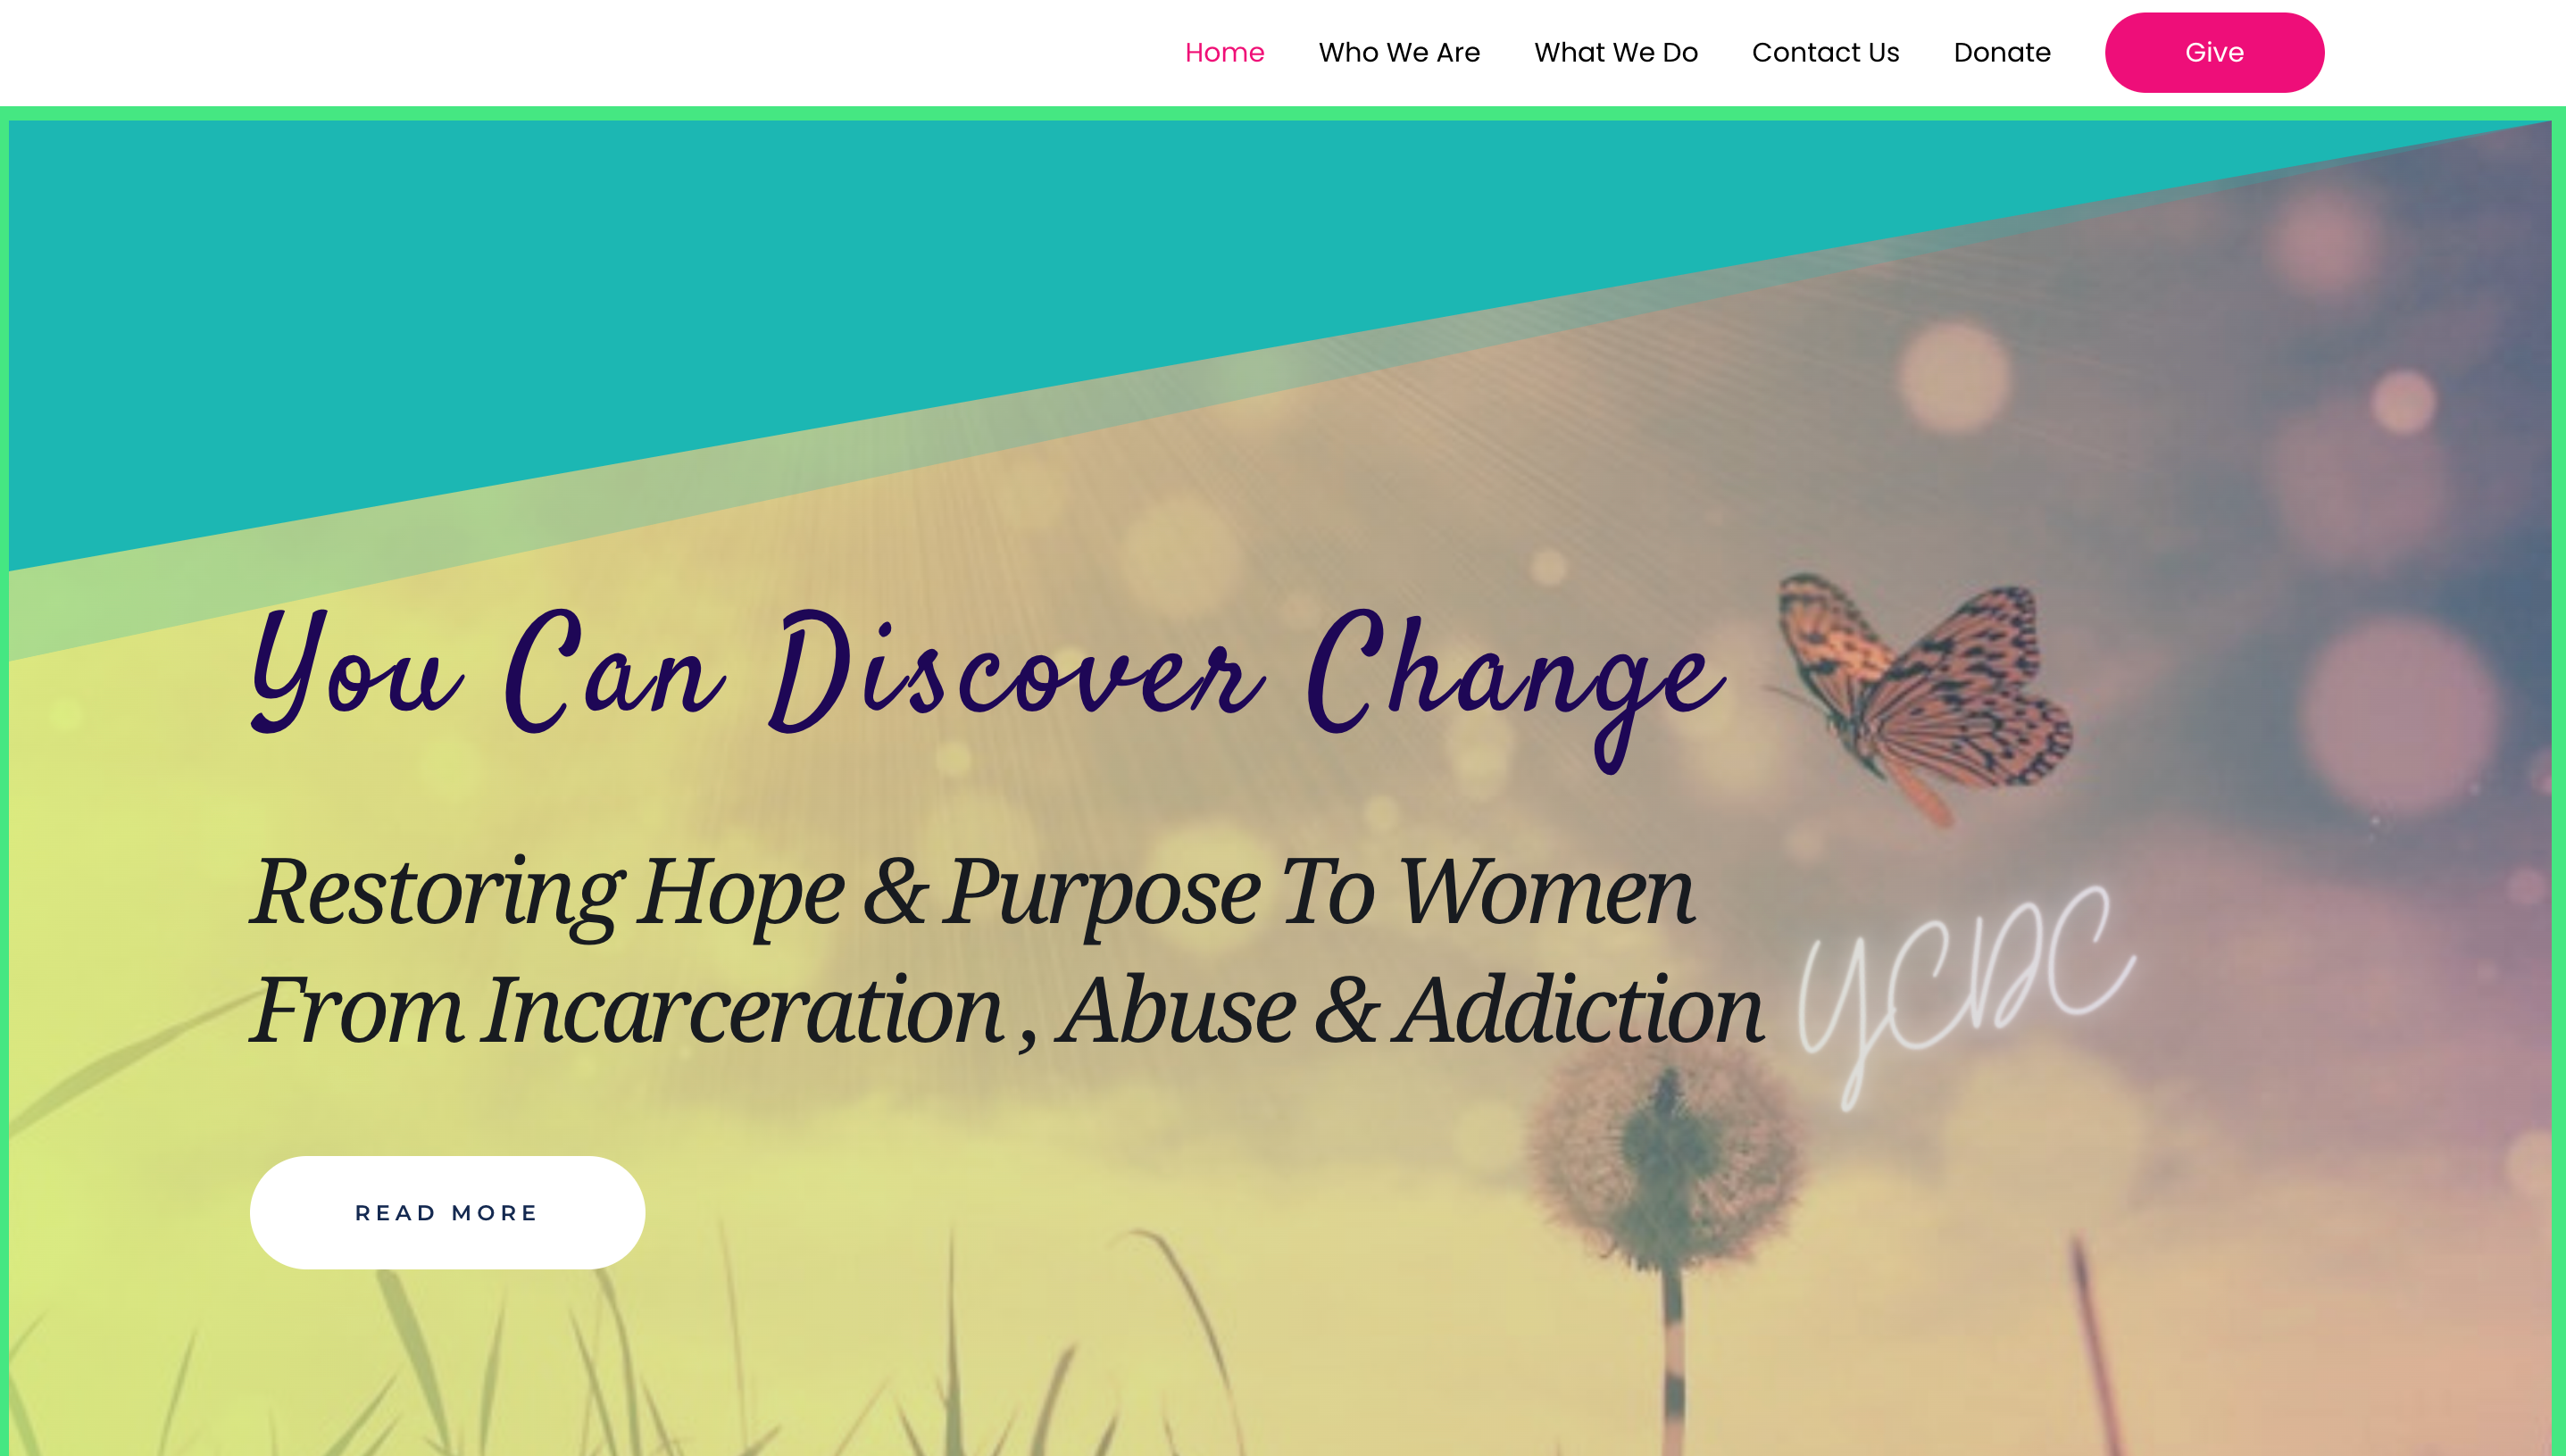 Home Who We Are What We Do Contact Us Donate Give
You Can Discover Change
Restoring Hope & Purpose To Women
From Incarceration , Abuse & Addiction
YCDC
READ MORE